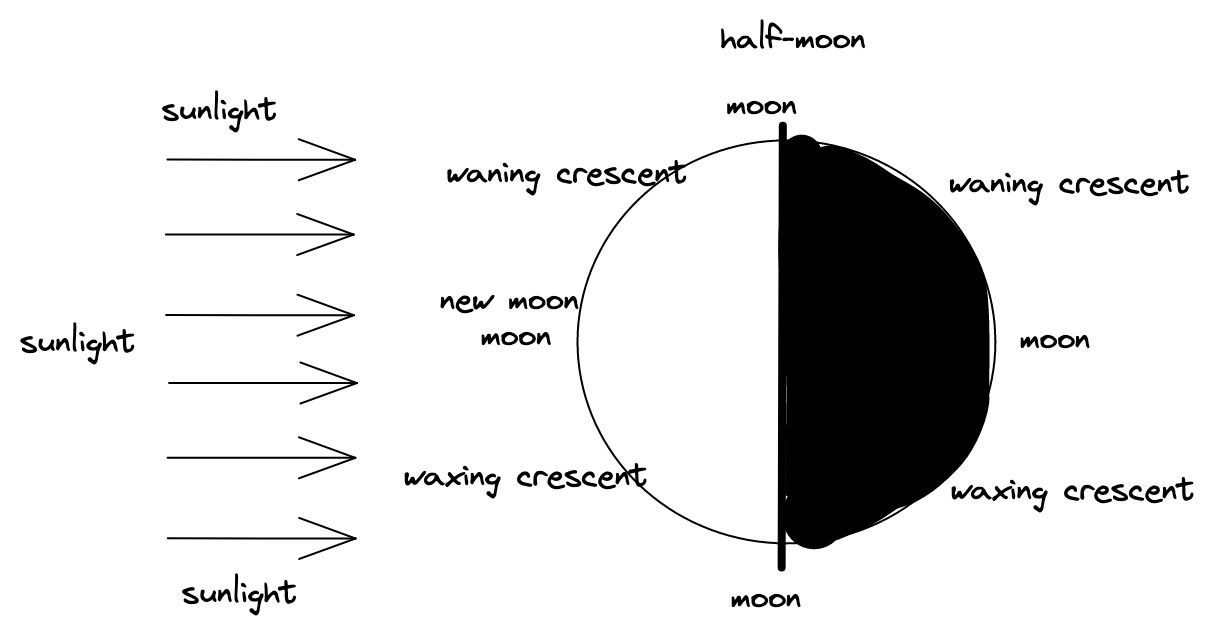 half-moon
moon
sunlight
waning crescent
waning crescent
new moon
moon
sunlight
moon
waxing crescent
waxing crescent
sunlight
moon